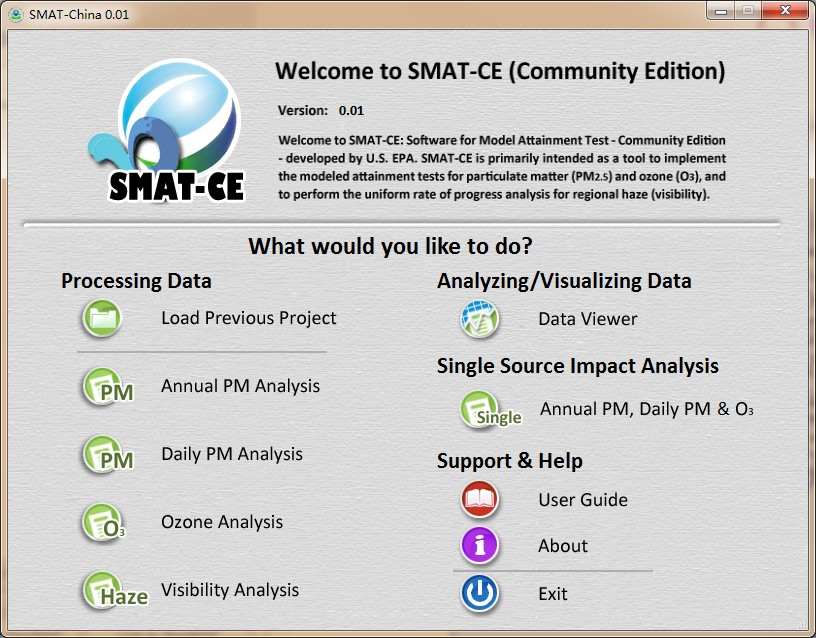 SMAT-China 0.01
SMAT-CE
Welcome to SMAT-CE (Community Edition)
Version: 0.01
Welcome to SMAT-CE: Software for Model Attainment Test - Community Edition
- developed by U.S. EPA. SMAT-CE is primarily intended as a tool to implement
the modeled attainment tests for particulate matter (PM2.5) and ozone (O3), and
to perform the uniform rate of progress analysis for regional haze (visibility).
What would you like to do?
Processing Data
Load Previous Project
PM Annual PM Analysis
PM Daily PM Analysis
O3 Ozone Analysis
Haze Visibility Analysis
Analyzing/Visualizing Data
Data Viewer
Single Source Impact Analysis
Single Annual PM, Daily PM & O3
Support & Help
User Guide
i About
Exit